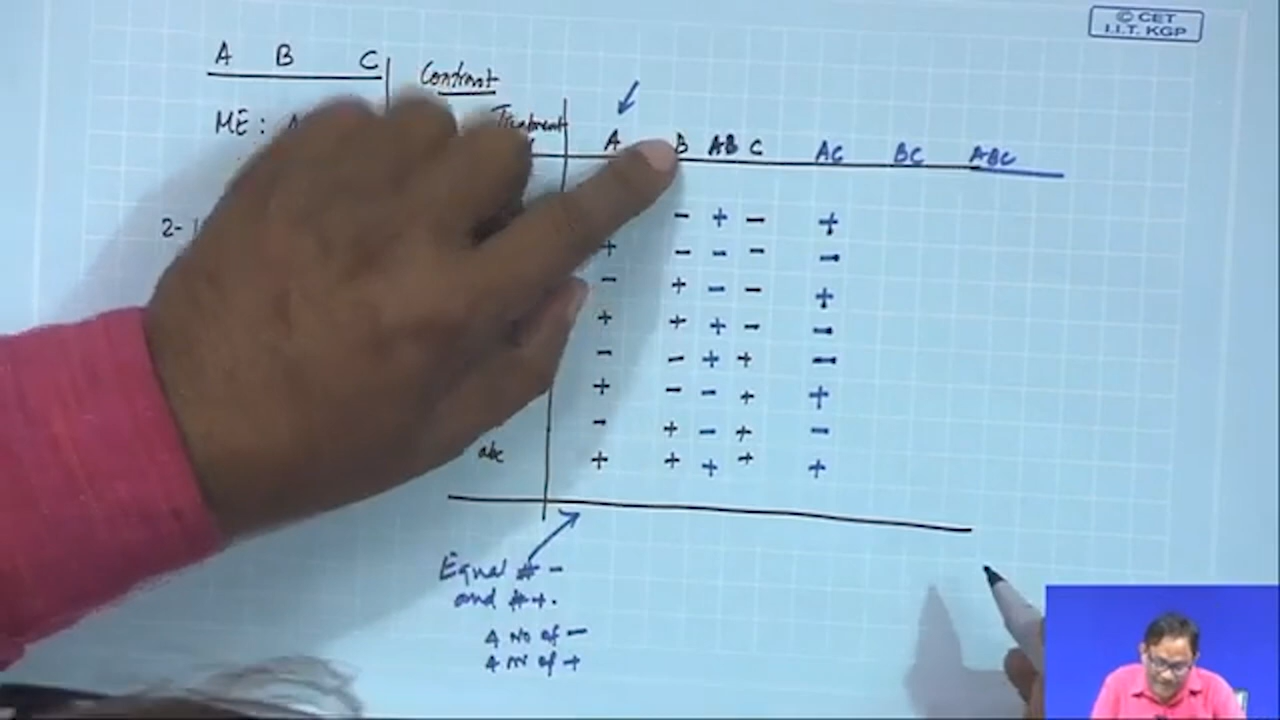 © CET
I.I.T. KGP
A B C
Contrast
ME: A
Treatment
A B AB C AC BC ABC
2-
- + - +
+ - - - -
- + - - +
+ + + - -
- - + + -
+ - - + +
- + - + -
abc + + + + +
Equal # -
and # +.
4 No of -
4 no of +